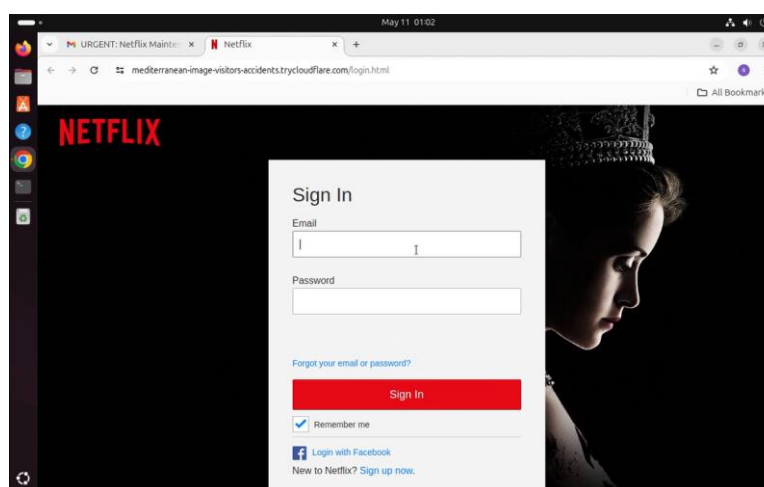 May 11 01:02
URGENT: Netflix Mainte
Netflix
mediterranean-image-visitors-accidents.trycloudflare.com/login.html
All Bookmark
NETFLIX
Sign In
Email
Password
Forgot your email or password?
Sign In
Remember me
Login with Facebook
New to Netflix? Sign up now.